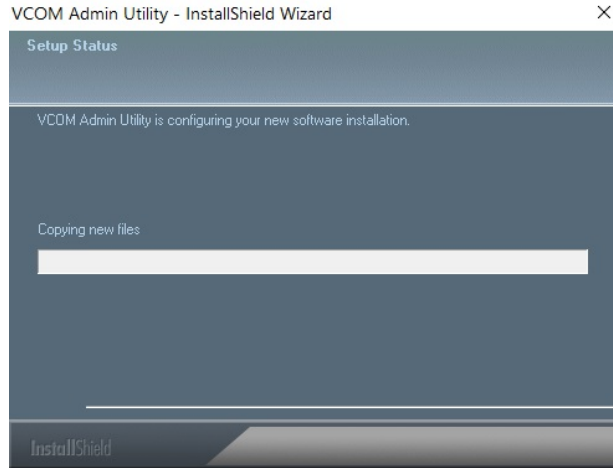 VCOM Admin Utility - InstallShield Wizard
Setup Status
VCOM Admin Utility is configuring your new software installation.
Copying new files
InstallShield